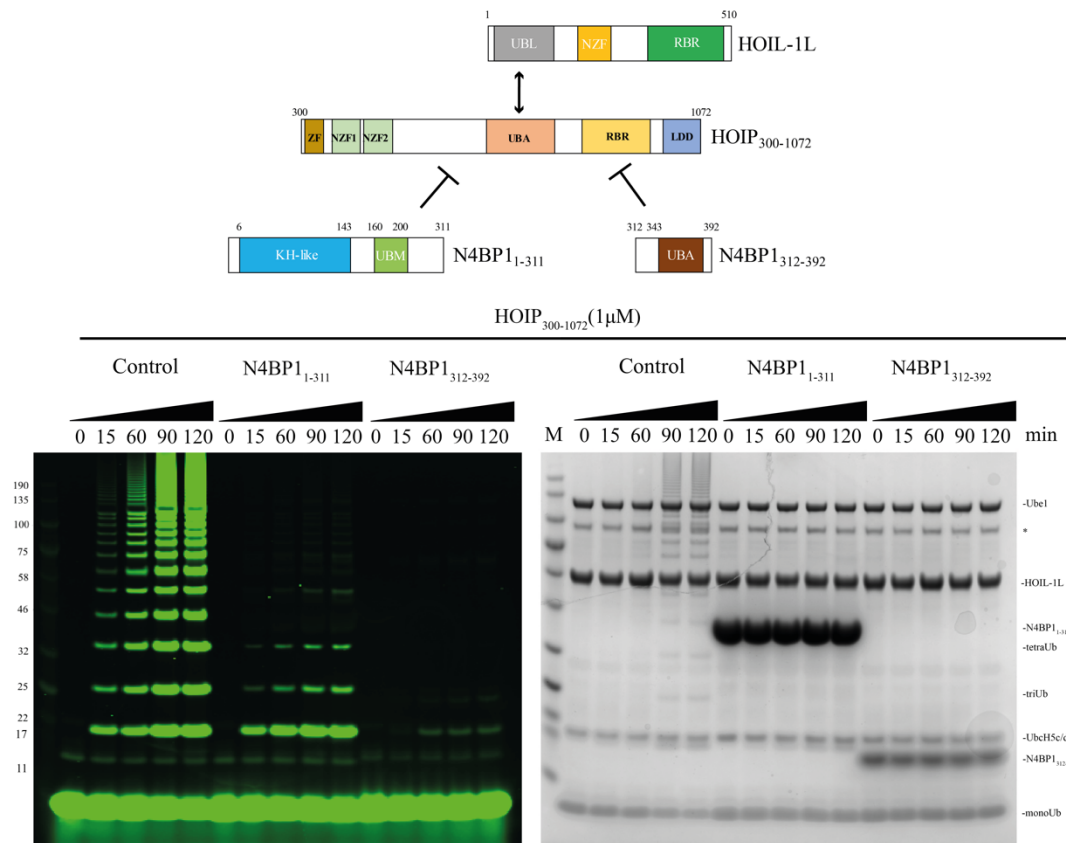 1 510
UBL NZF RBR HOIL-1L
300 1072
ZF NZF1 NZF2 UBA RBR LDD HOIP300-1072
6 143 160 200 311 312 343 392
KH-like UBM N4BP11-311 UBA N4BP1312-392
HOIP300-1072(1μM)
Control N4BP11-311 N4BP1312-392 Control N4BP11-311 N4BP1312-392
0 15 60 90 120 0 15 60 90 120 0 15 60 90 120 M 0 15 60 90 120 0 15 60 90 120 0 15 60 90 120 min
190
135
100
75
58
46
32
25
22
17
11
-Ube1
*
-HOIL-1L
-N4BP11-31
-tetraUb
-triUb
-UbcH5c/c
-N4BP1312-
-monoUb